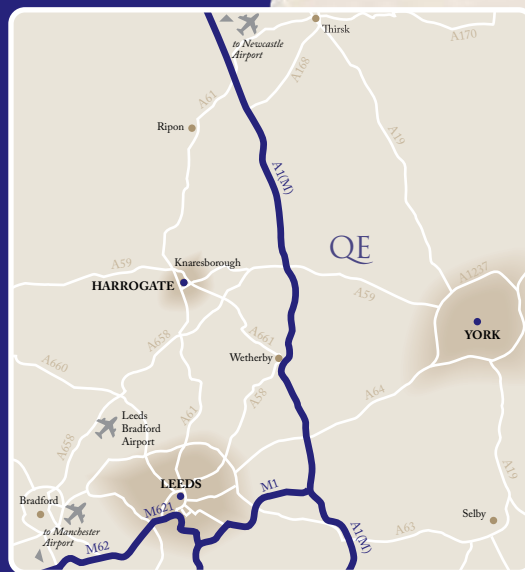 Thirsk
A170
to Newcastle
Airport
A168
A61
Ripon
A19
A1(M)
QE
Knaresborough
A59
HARROGATE
A59
A1237
YORK
A658
A661
Wetherby
A660
A64
A58
A61
Leeds
Bradford
Airport
A658
LEEDS
M1
A19
Bradford
M621
Selby
to Manchester
Airport
M62
A1(M)
A63